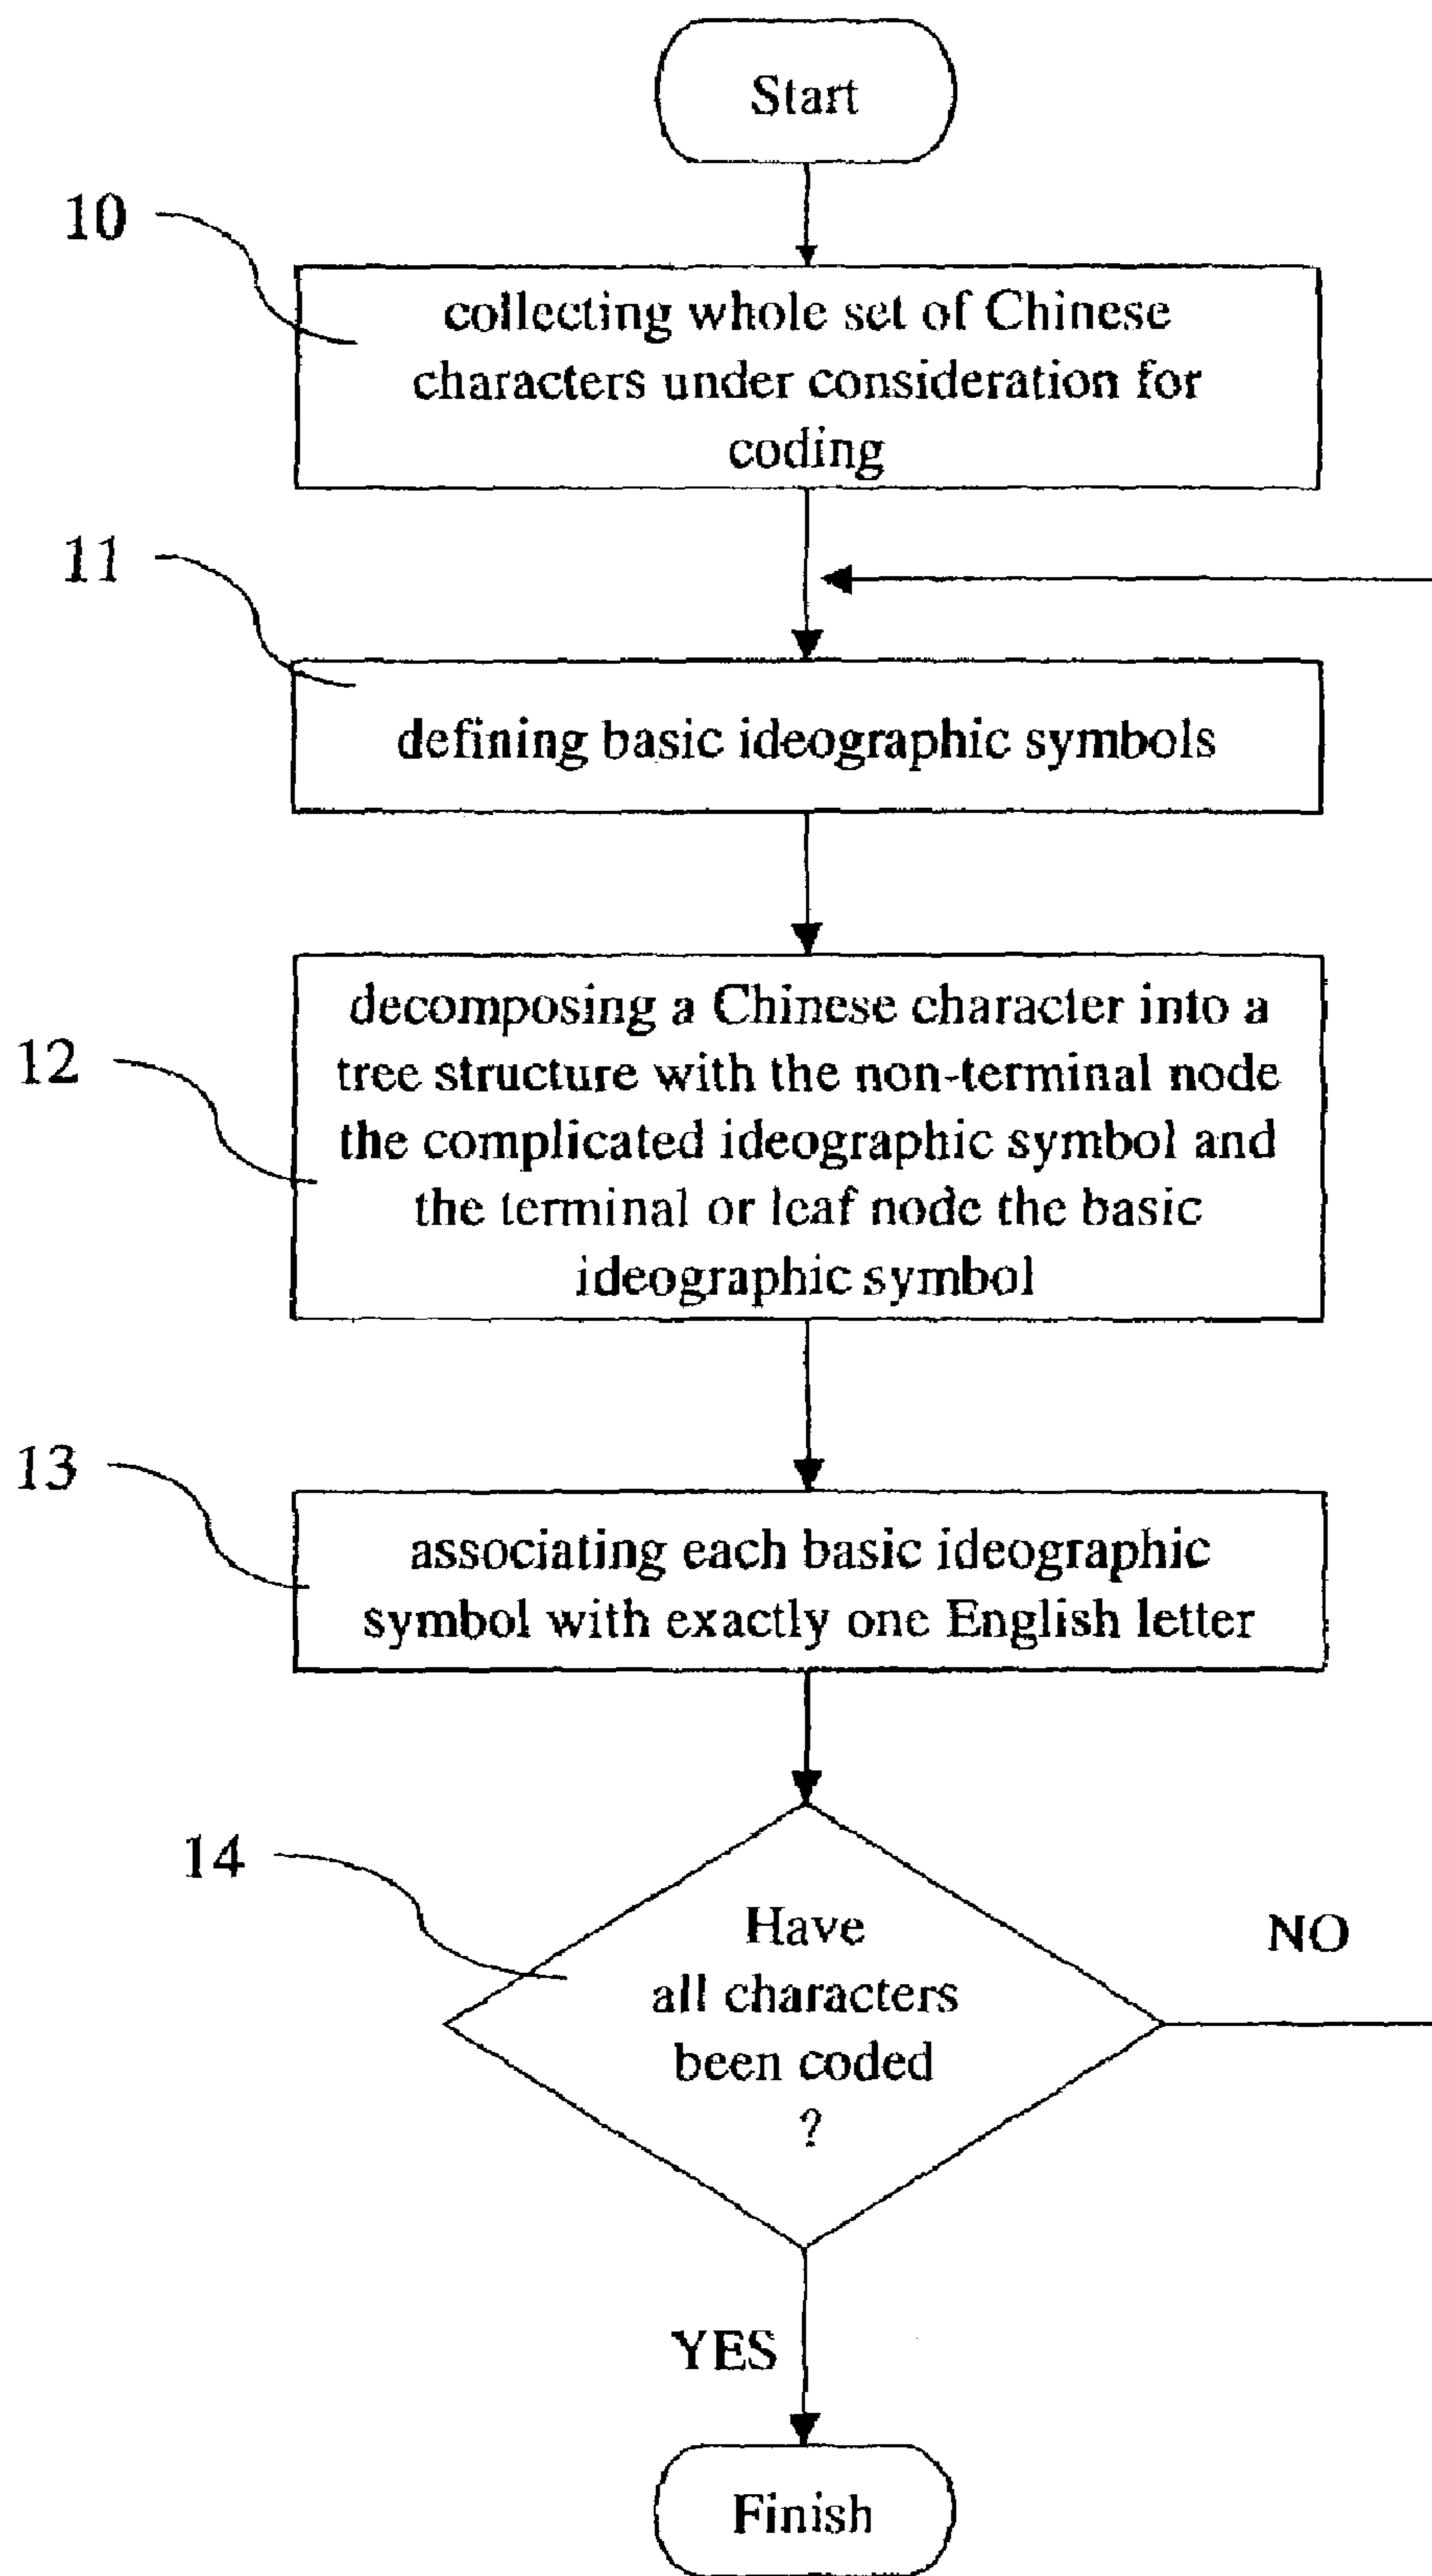 Start
10
collecting whole set of Chinese
characters under consideration for
coding
11
defining basic ideographic symbols
12
decomposing a Chinese character into a
tree structure with the non-terminal node
the complicated ideographic symbol and
the terminal or leaf node the basic
ideographic symbol
13
associating each basic ideographic
symbol with exactly one English letter
14
Have
all characters
been coded
?
NO
YES
Finish